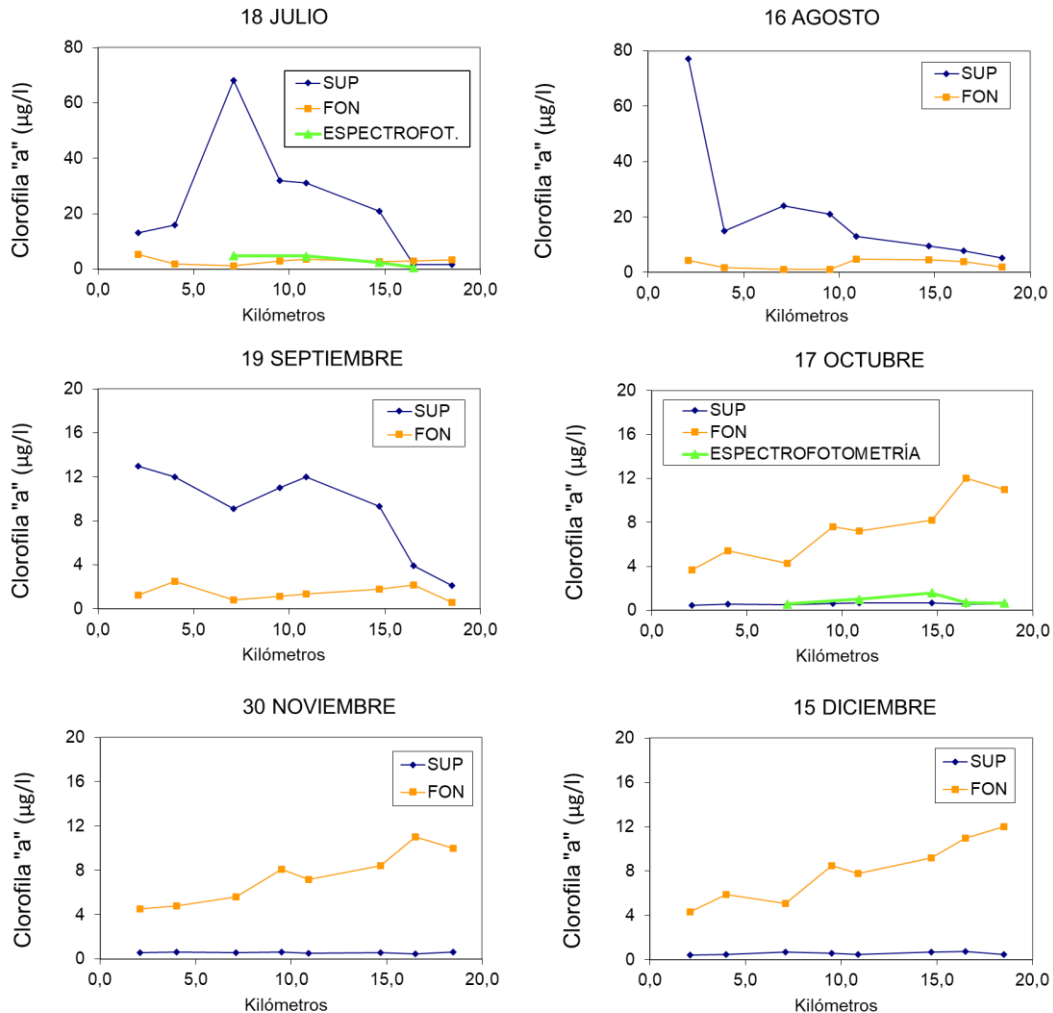 18 JULIO
Clorofila "a" (µg/l)
80
60
40
20
0
SUP
FON
ESPECTROFOT.
0,0 5,0 10,0 15,0 20,0
Kilómetros
16 AGOSTO
Clorofila "a" (µg/l)
80
60
40
20
0
SUP
FON
0,0 5,0 10,0 15,0 20,0
Kilómetros
19 SEPTIEMBRE
Clorofila "a" (µg/l)
20
16
12
8
4
0
SUP
FON
0,0 5,0 10,0 15,0 20,0
Kilómetros
17 OCTUBRE
Clorofila "a" (µg/l)
20
16
12
8
4
0
SUP
FON
ESPECTROFOTOMETRÍA
0,0 5,0 10,0 15,0 20,0
Kilómetros
30 NOVIEMBRE
Clorofila "a" (µg/l)
20
16
12
8
4
0
SUP
FON
0,0 5,0 10,0 15,0 20,0
Kilómetros
15 DICIEMBRE
Clorofila "a" (µg/l)
20
16
12
8
4
0
SUP
FON
0,0 5,0 10,0 15,0 20,0
Kilómetros